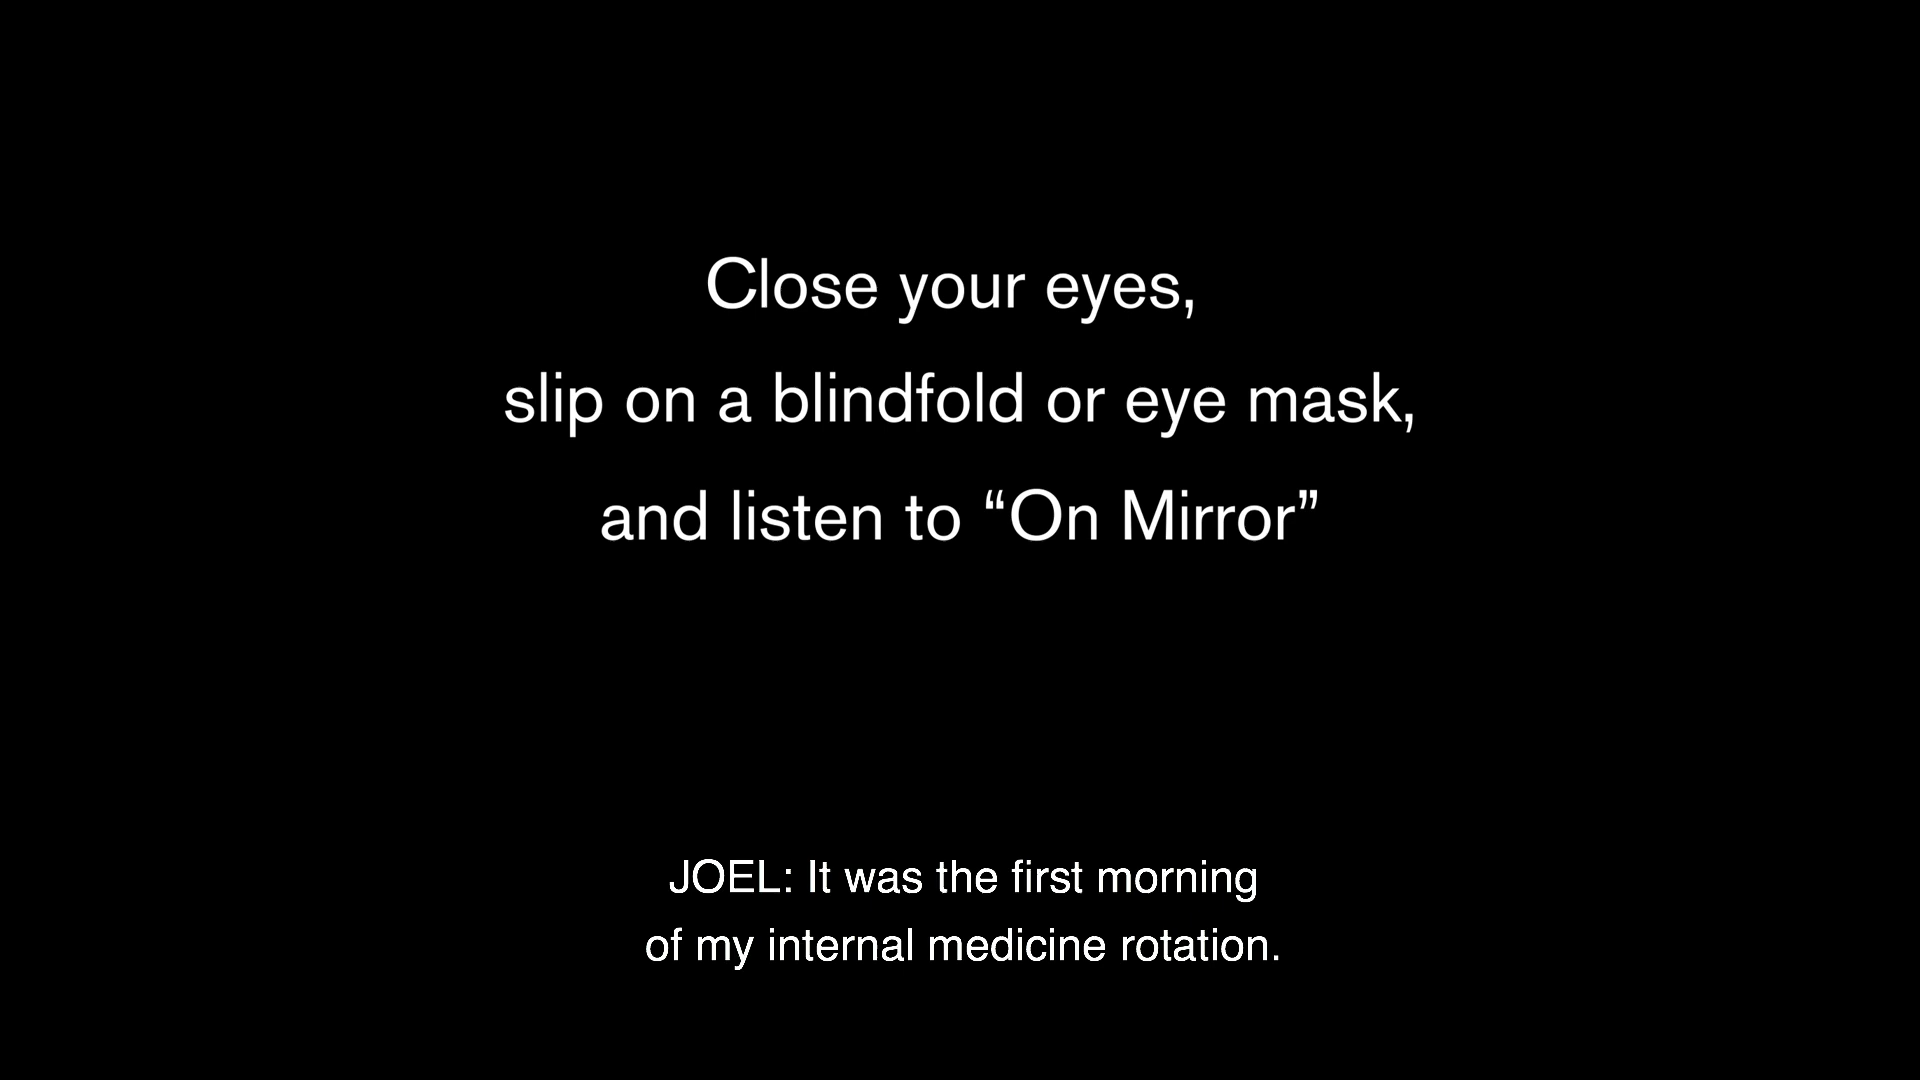 Close your eyes,
slip on a blindfold or eye mask,
and listen to “On Mirror”
JOEL: It was the first morning
of my internal medicine rotation.